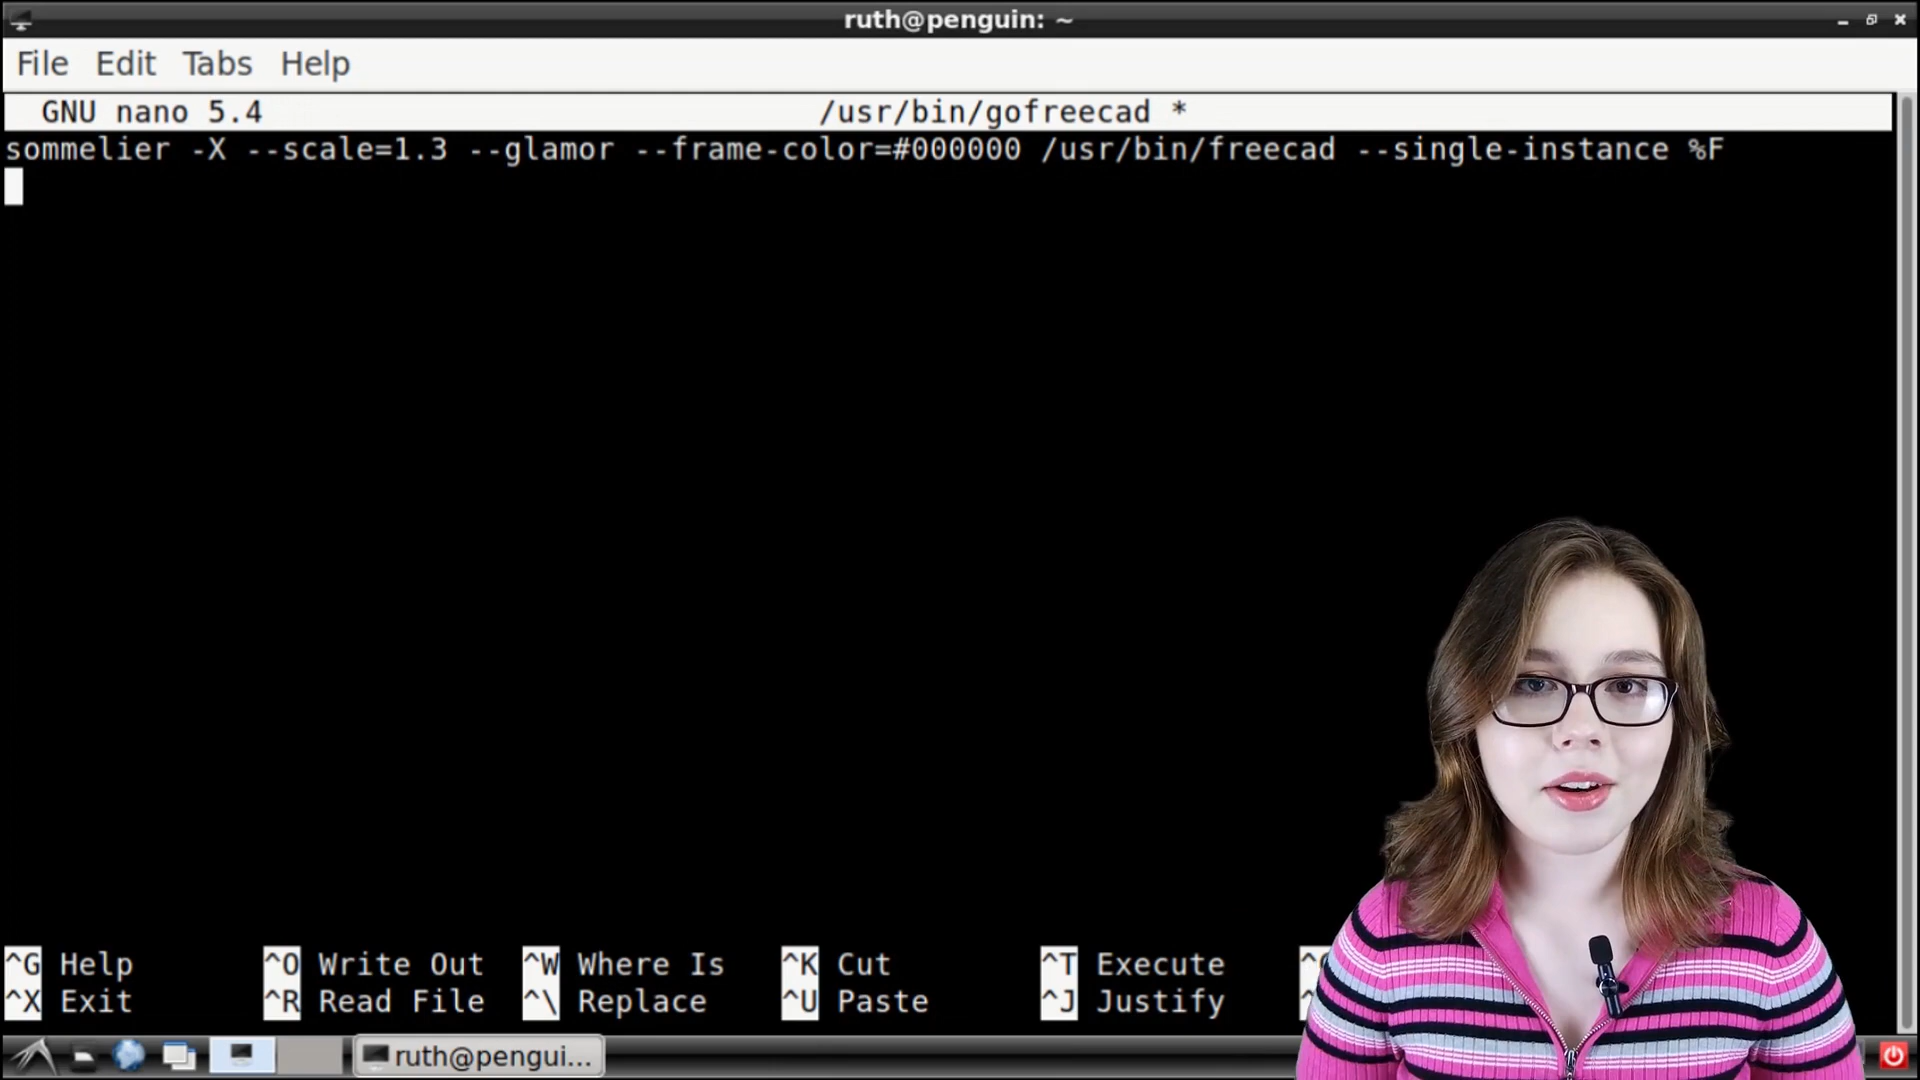 ruth@penguin: ~
File Edit Tabs Help
GNU nano 5.4 /usr/bin/gofreecad *
sommelier -X --scale=1.3 --glamor --frame-color=#000000 /usr/bin/freecad --single-instance %F
^G Help ^O Write Out ^W Where Is ^K Cut ^T Execute
^X Exit ^R Read File ^\ Replace ^U Paste ^J Justify
ruth@pengui...